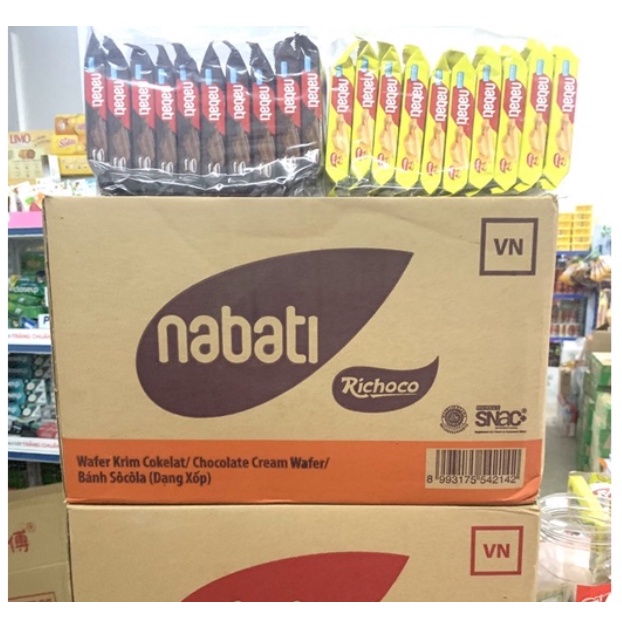 nabati nabati nabati nabati nabati nabati nabati nabati nabati nabati
nabati nabati nabati nabati nabati nabati nabati nabati nabati
VN
nabati
Richoco
SNaC
Wafer Krim Cokelat/ Chocolate Cream Wafer/
Bánh Sôcôla (Dạng Xốp)
8 993175 542142
VN
closeup